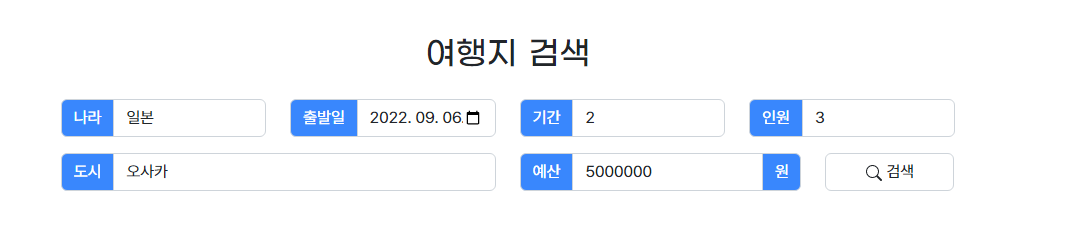 여행지 검색
나라 일본 출발일 2022. 09. 06. 기간 2 인원 3
도시 오사카 예산 5000000 원 검색